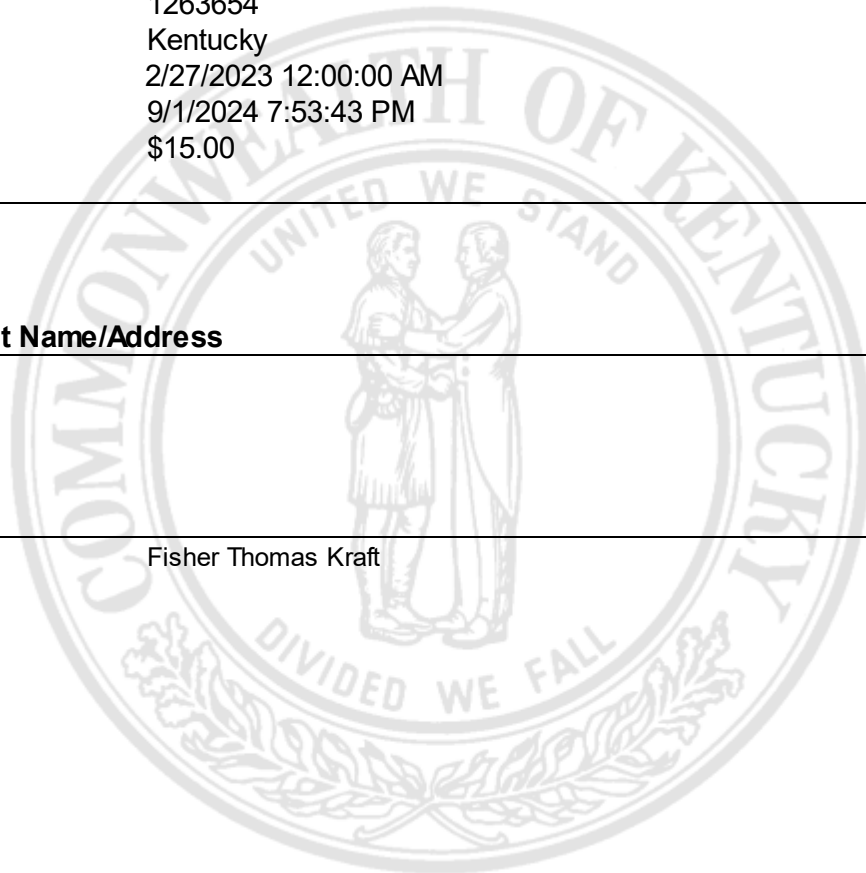 1263654
Kentucky
2/27/2023 12:00:00 AM
9/1/2024 7:53:43 PM
$15.00
COMMONWEALTH OF KENTUCKY
UNITED WE STAND
t Name/Address
Fisher Thomas Kraft
DIVIDED WE FALL